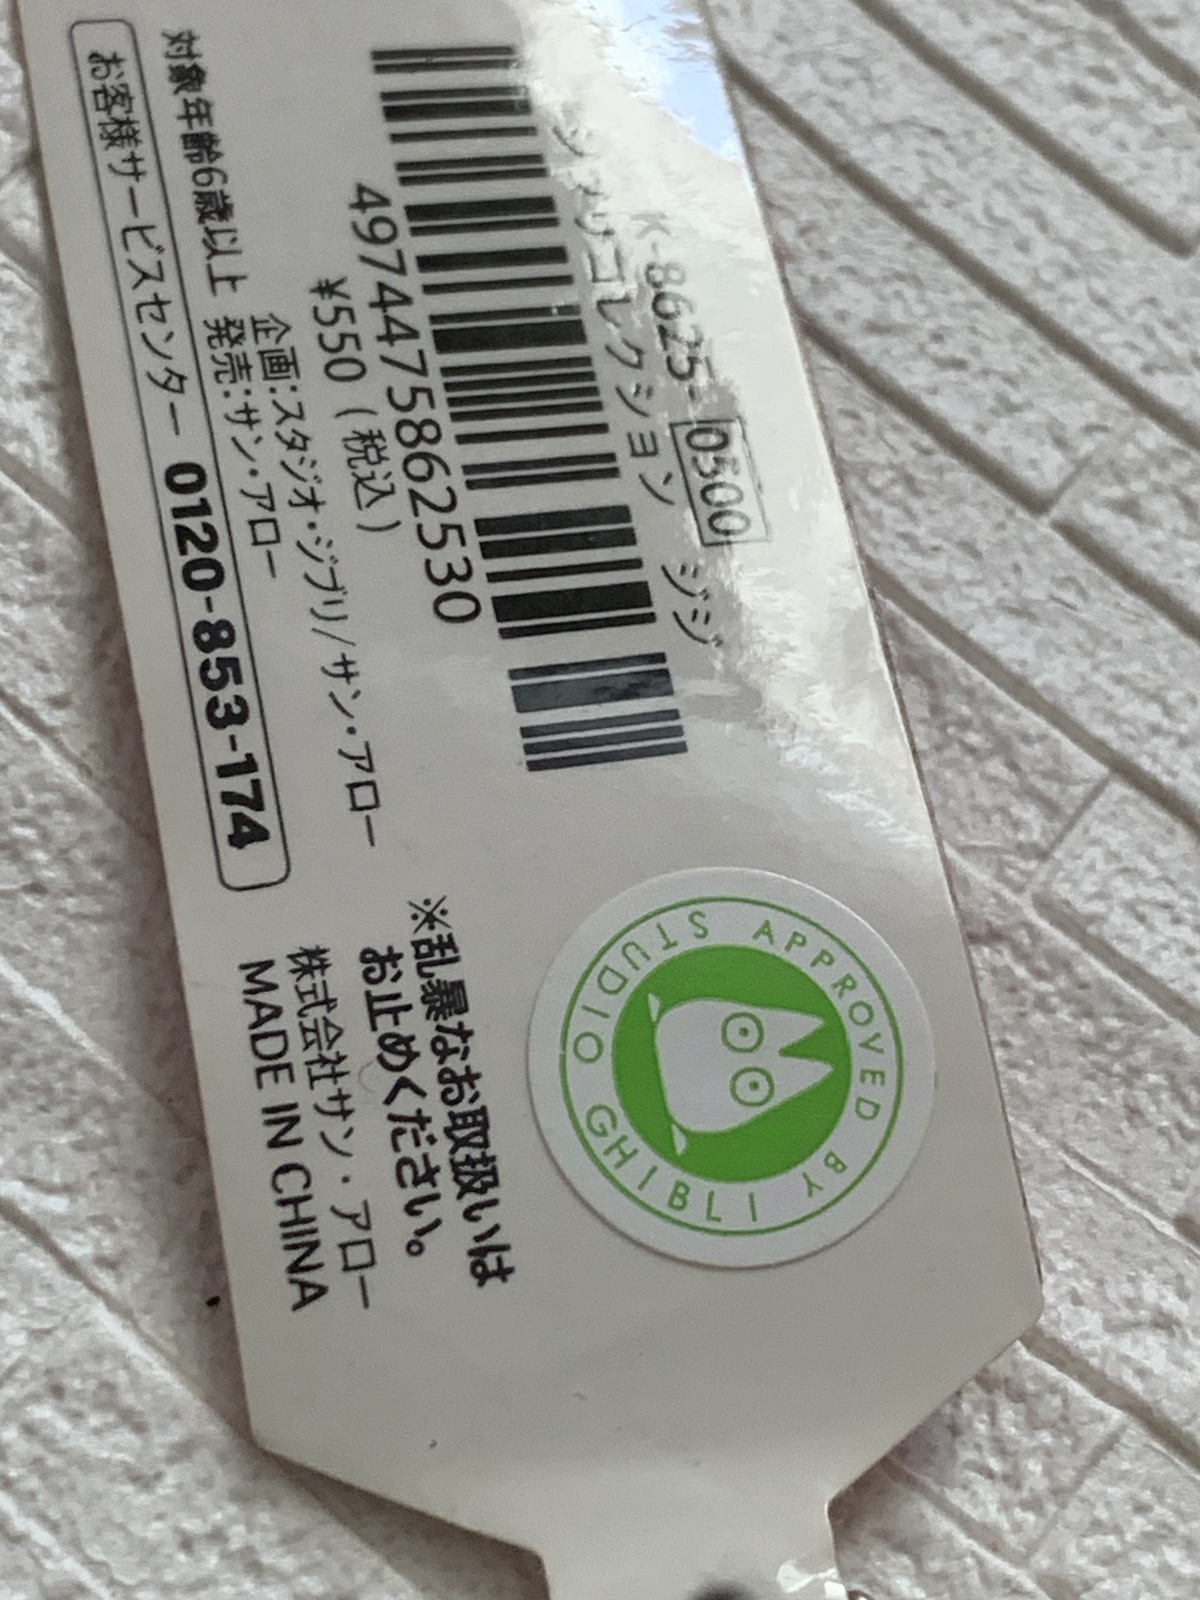 K-8625- 0500
コレクション ジジ
4974475862530
¥550（税込）
企画:スタジオ・ジブリ/サン・アロー
発売:サン・アロー
対象年齢6歳以上
お客様サービスセンター 0120-853-174
STUDIO GHIBLI
APPROVED BY
※乱暴なお取扱いは
お止めください。
株式会社サン・アロー
MADE IN CHINA